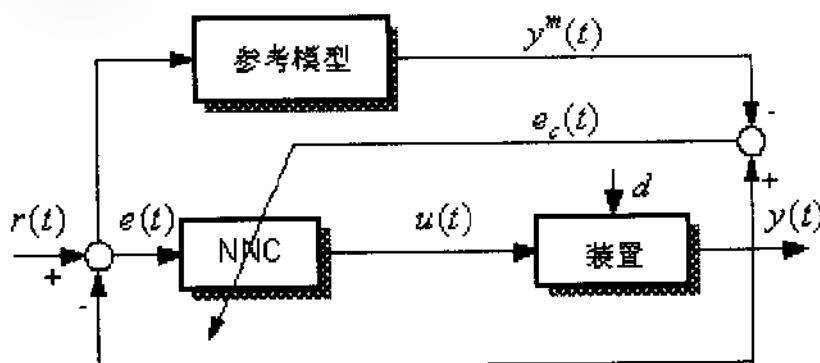 参考模型
y^m(t)
-
e_c(t)
+
d
r(t)
e(t)
NNC
u(t)
装置
y(t)
+
-